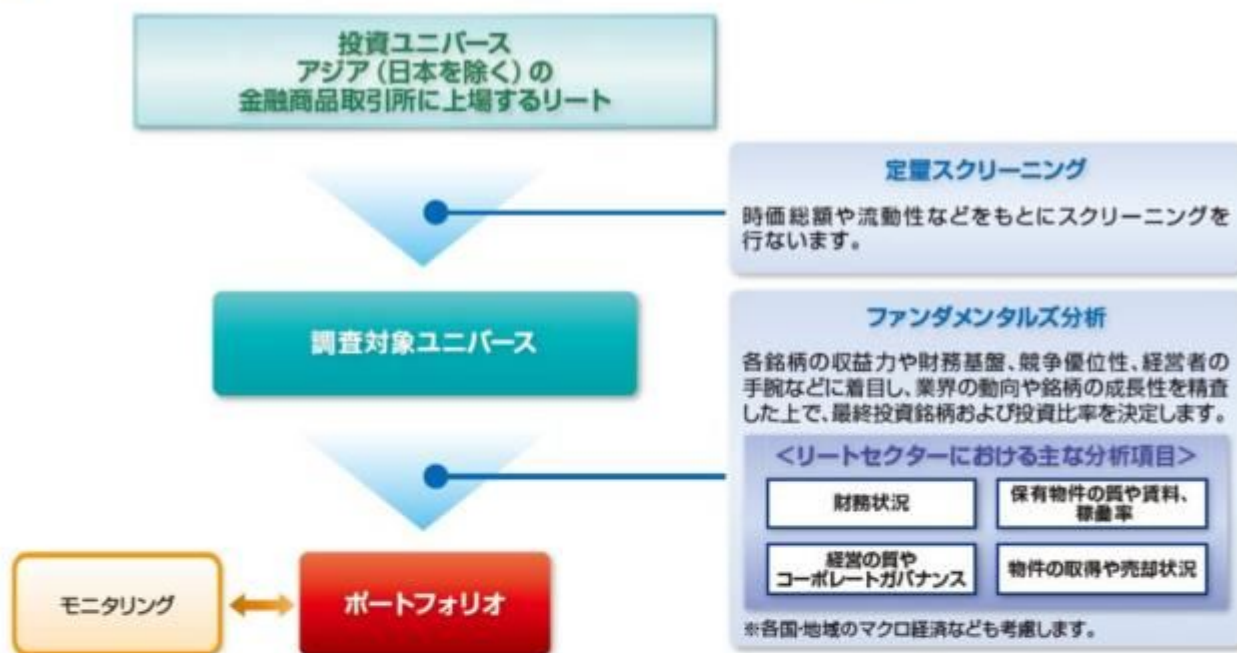 投資ユニバース
アジア（日本を除く）の
金融商品取引所に上場するリート
定量スクリーニング
時価総額や流動性などをもとにスクリーニングを
行ないます。
調査対象ユニバース
ファンダメンタルズ分析
各銘柄の収益力や財務基盤、競争優位性、経営者の
手腕などに着目し、業界の動向や銘柄の成長性を精査
した上で、最終投資銘柄および投資比率を決定します。
＜リートセクターにおける主な分析項目＞
財務状況
保有物件の質や賃料、
稼働率
経営の質や
コーポレートガバナンス
物件の取得や売却状況
※各国・地域のマクロ経済なども考慮します。
モニタリング
ポートフォリオ